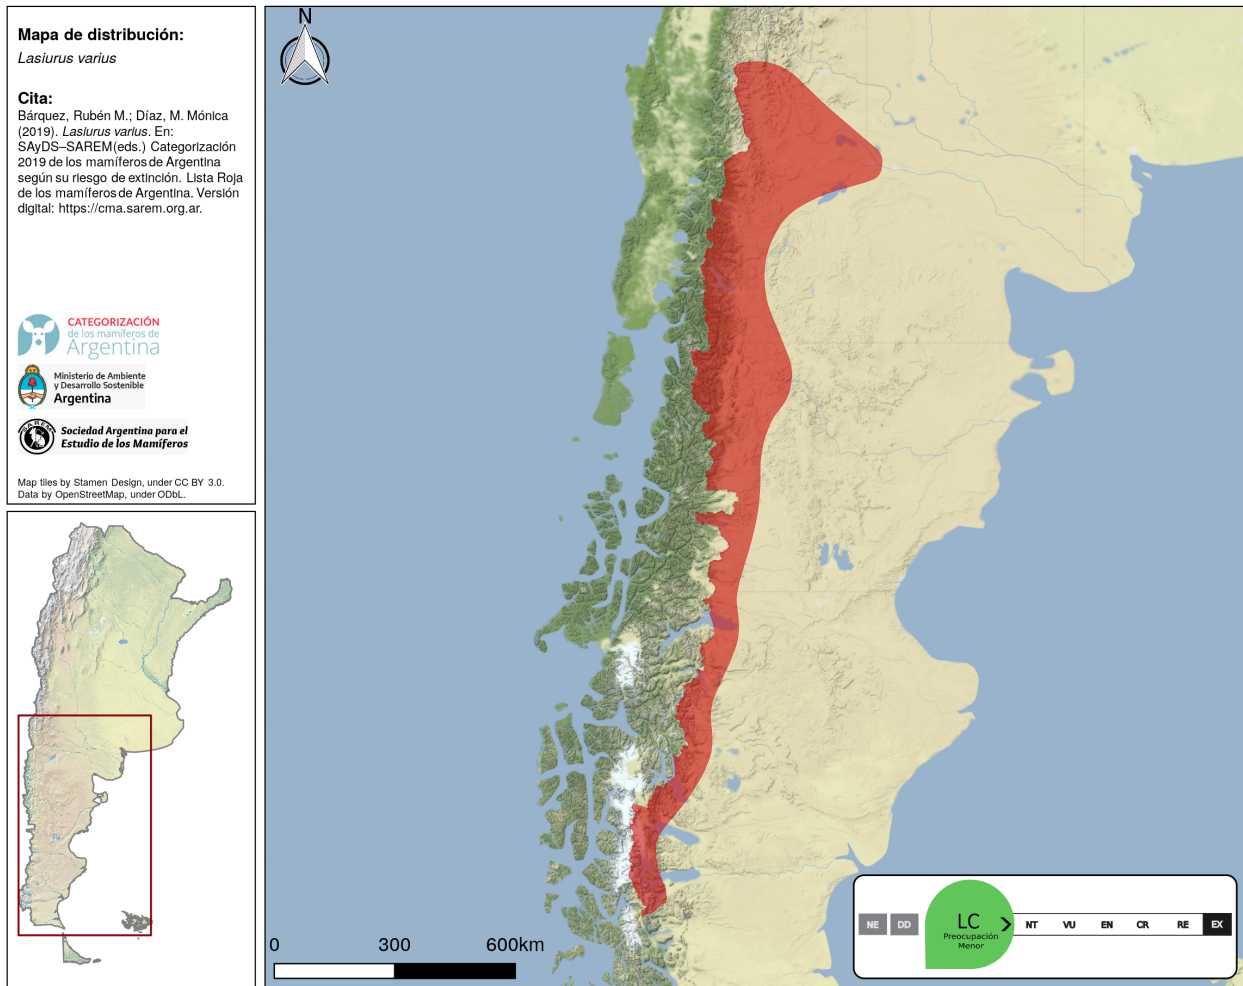 Mapa de distribución:
Lasiurus varius
Cita:
Bárquez, Rubén M.; Díaz, M. Mónica
(2019). Lasiurus varius. En:
SAyDS–SAREM(eds.) Categorización
2019 de los mamíferos de Argentina
según su riesgo de extinción. Lista Roja
de los mamíferos de Argentina. Versión
digital: https://cma.sarem.org.ar.
CATEGORIZACIÓN
de los mamíferos de
Argentina
Ministerio de Ambiente
y Desarrollo Sostenible
Argentina
SAREM
Sociedad Argentina para el
Estudio de los Mamíferos
Map tiles by Stamen Design, under CC BY 3.0.
Data by OpenStreetMap, under ODbL.
N
0 300 600km
NE DD LC NT VU EN CR RE EX
Preocupación
Menor